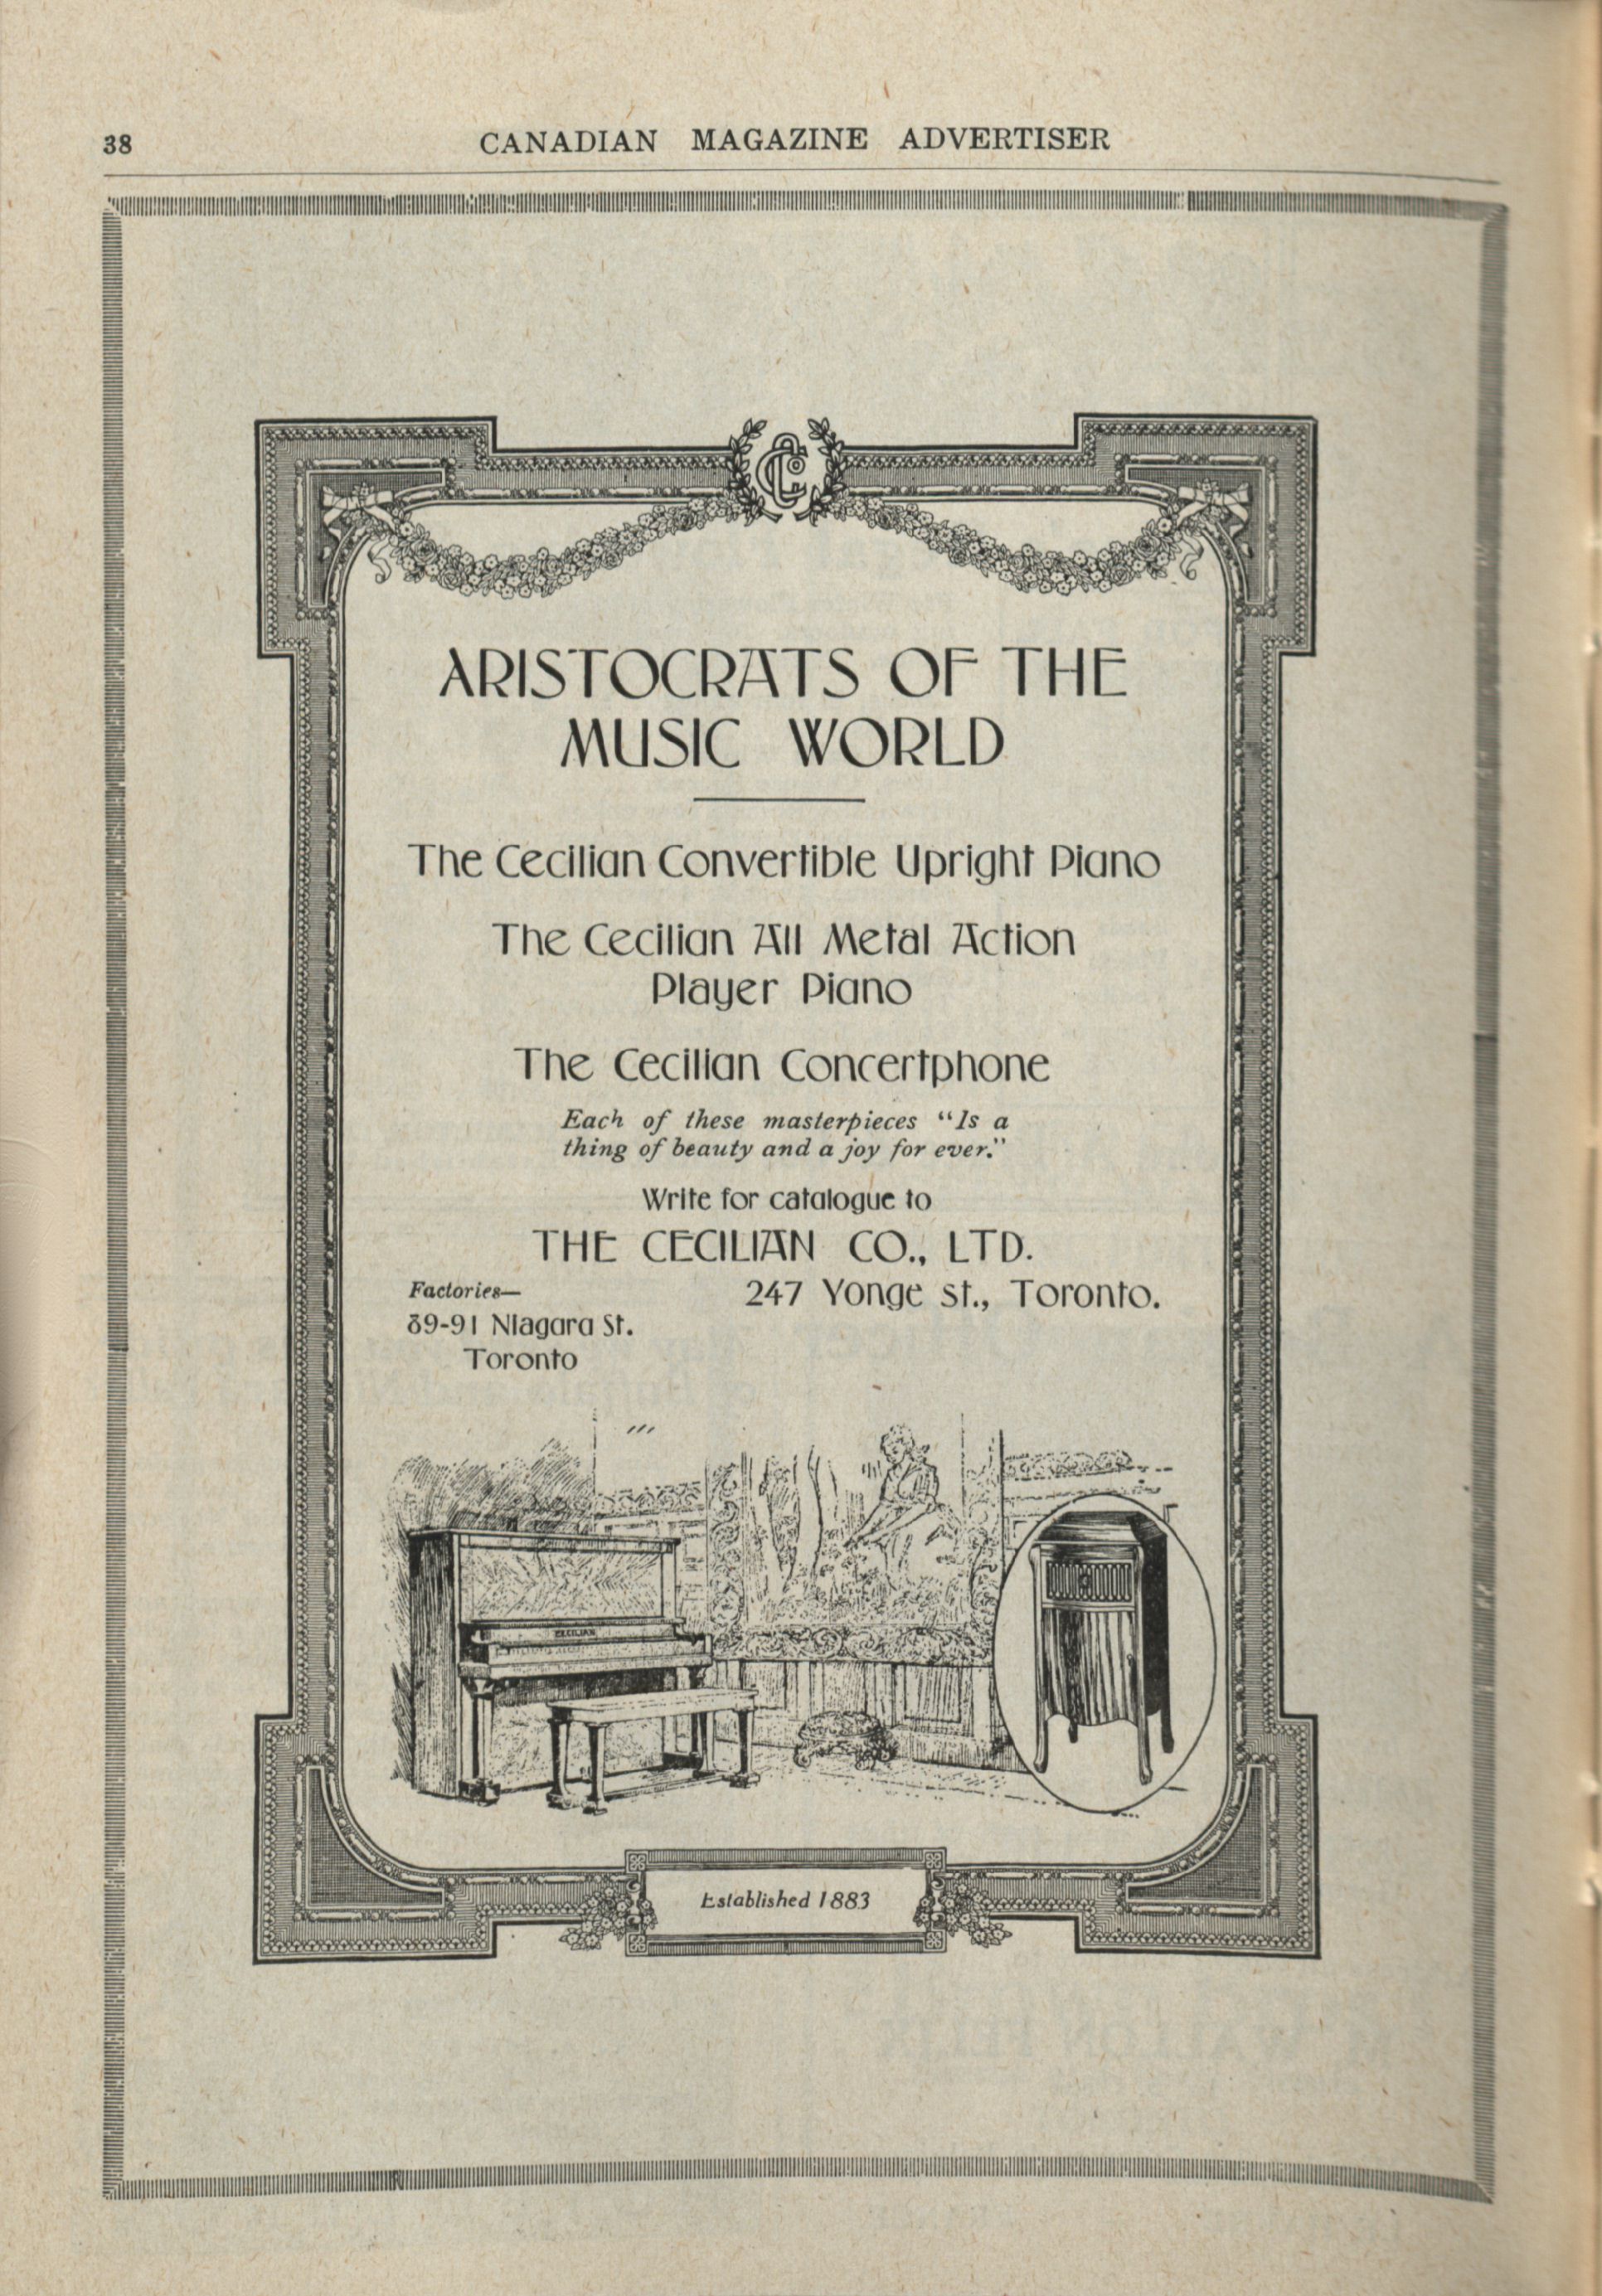 38
CANADIAN MAGAZINE ADVERTISER
ARISTOCRATS OF THE
MUSIC WORLD
The Cecilian Convertible Upright Piano
The Cecilian All Metal Action
Player Piano
The Cecilian Concertphone
Each of these masterpieces “Is a
thing of beauty and a joy for ever.”
Write for catalogue to
THE CECILIAN CO., LTD.
247 Yonge St., Toronto.
Factories—
89-91 Niagara St.
Toronto
CECILIAN
Established 1883